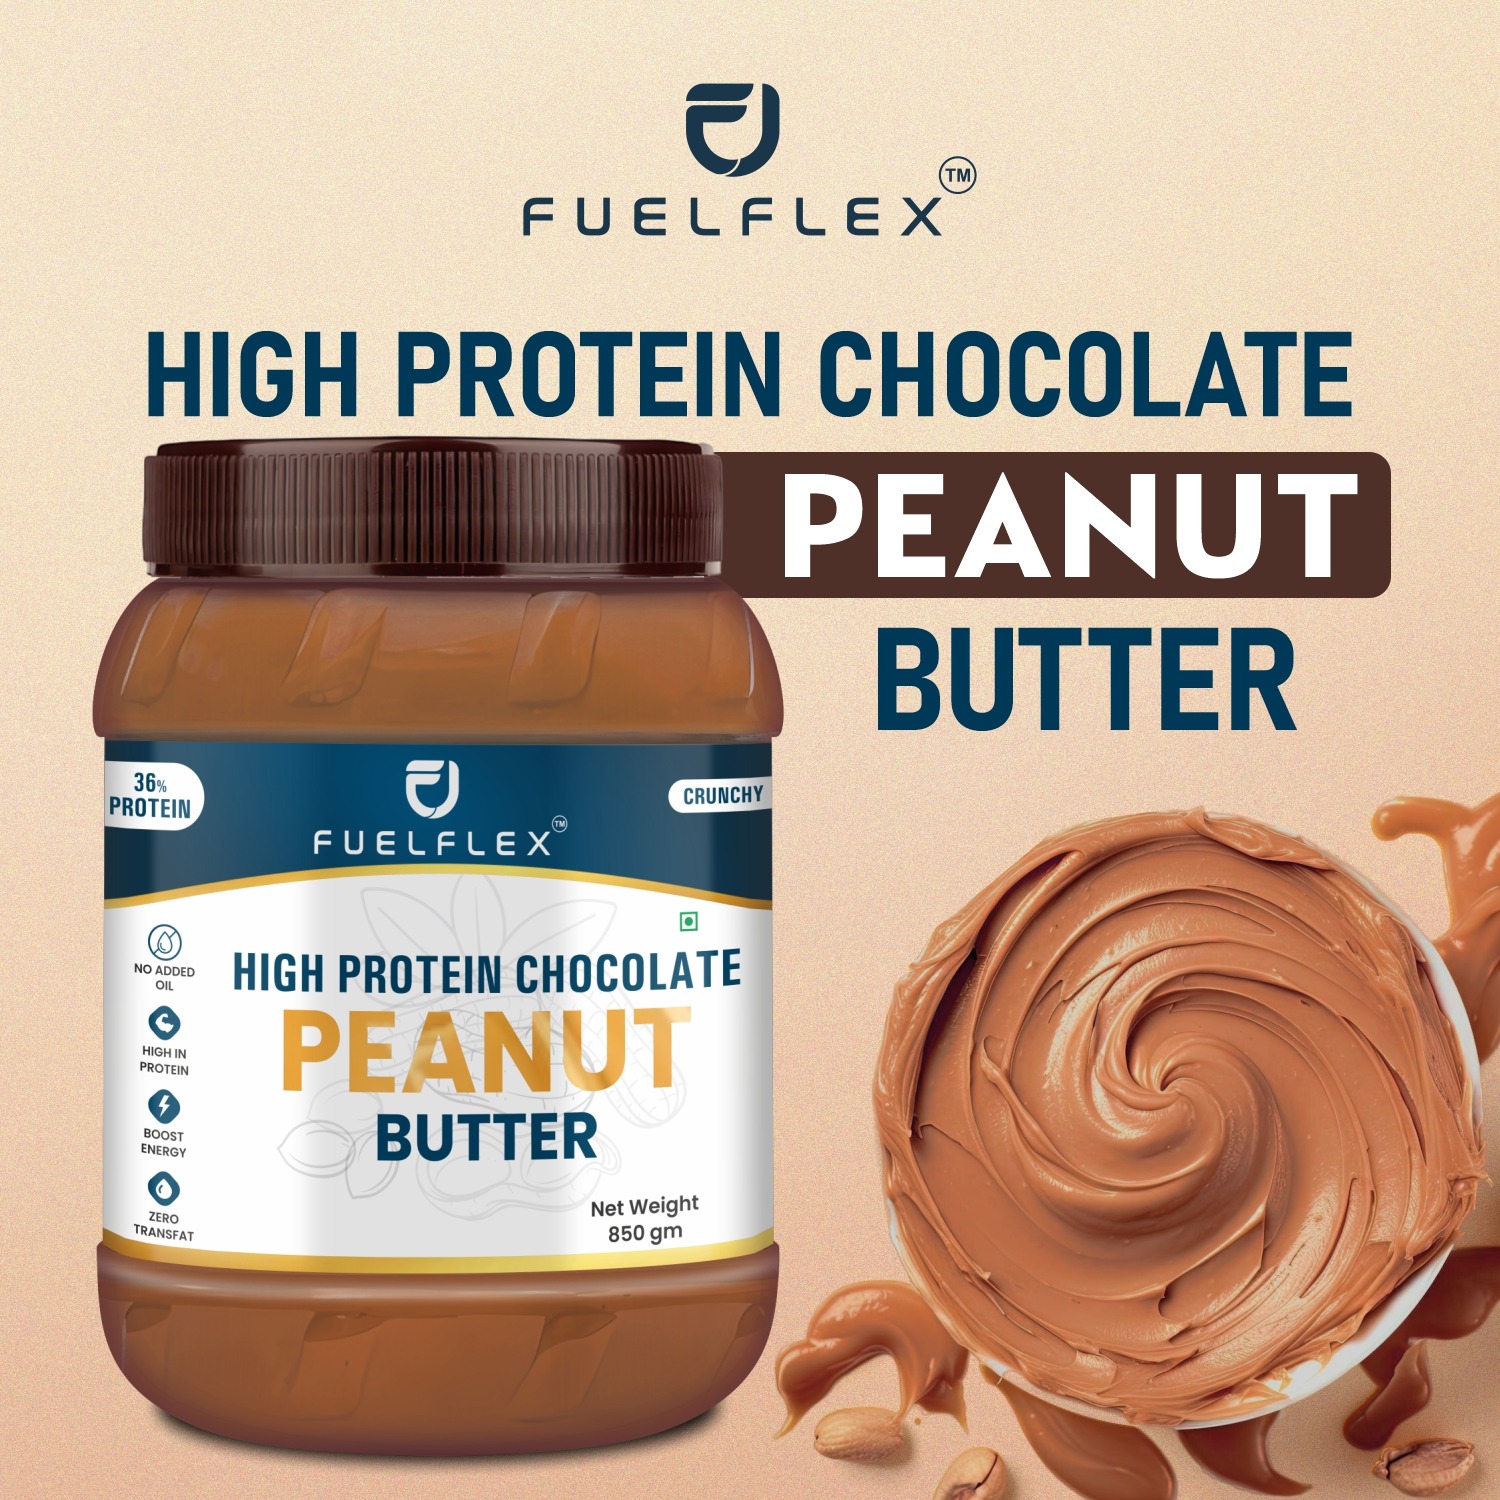 FUELFLEX™
HIGH PROTEIN CHOCOLATE
PEANUT
BUTTER
36%
PROTEIN
FUELFLEX™
CRUNCHY
NO ADDED
OIL
HIGH IN
PROTEIN
BOOST
ENERGY
ZERO
TRANSFAT
HIGH PROTEIN CHOCOLATE
PEANUT
BUTTER
Net Weight
850 gm